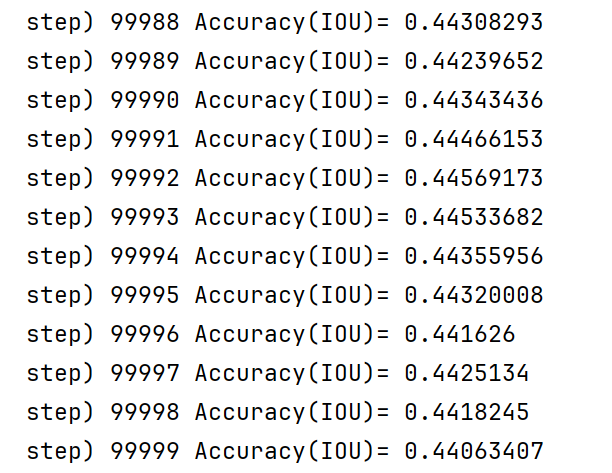 step) 99988 Accuracy(IOU)= 0.44308293
step) 99989 Accuracy(IOU)= 0.44239652
step) 99990 Accuracy(IOU)= 0.44343436
step) 99991 Accuracy(IOU)= 0.44466153
step) 99992 Accuracy(IOU)= 0.44569173
step) 99993 Accuracy(IOU)= 0.44533682
step) 99994 Accuracy(IOU)= 0.44355956
step) 99995 Accuracy(IOU)= 0.44320008
step) 99996 Accuracy(IOU)= 0.441626
step) 99997 Accuracy(IOU)= 0.4425134
step) 99998 Accuracy(IOU)= 0.4418245
step) 99999 Accuracy(IOU)= 0.44063407